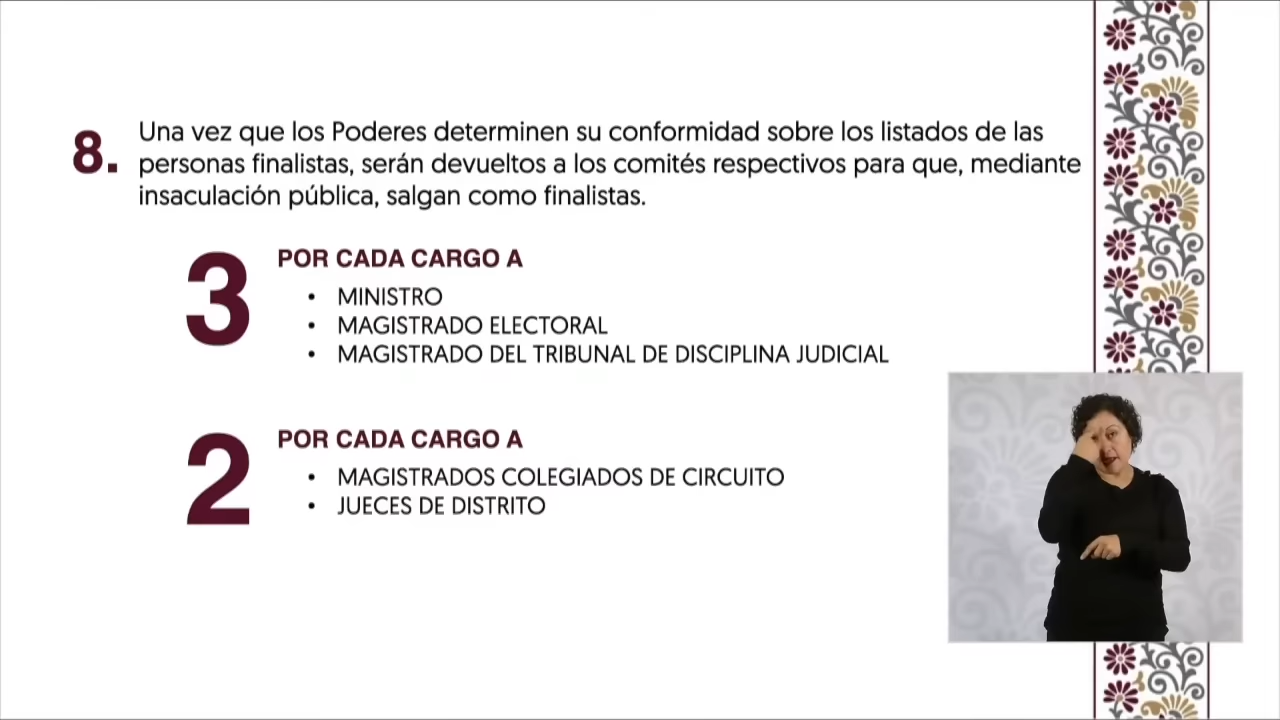 8. Una vez que los Poderes determinen su conformidad sobre los listados de las
personas finalistas, serán devueltos a los comités respectivos para que, mediante
insaculación pública, salgan como finalistas.
3 POR CADA CARGO A
• MINISTRO
• MAGISTRADO ELECTORAL
• MAGISTRADO DEL TRIBUNAL DE DISCIPLINA JUDICIAL
2 POR CADA CARGO A
• MAGISTRADOS COLEGIADOS DE CIRCUITO
• JUECES DE DISTRITO